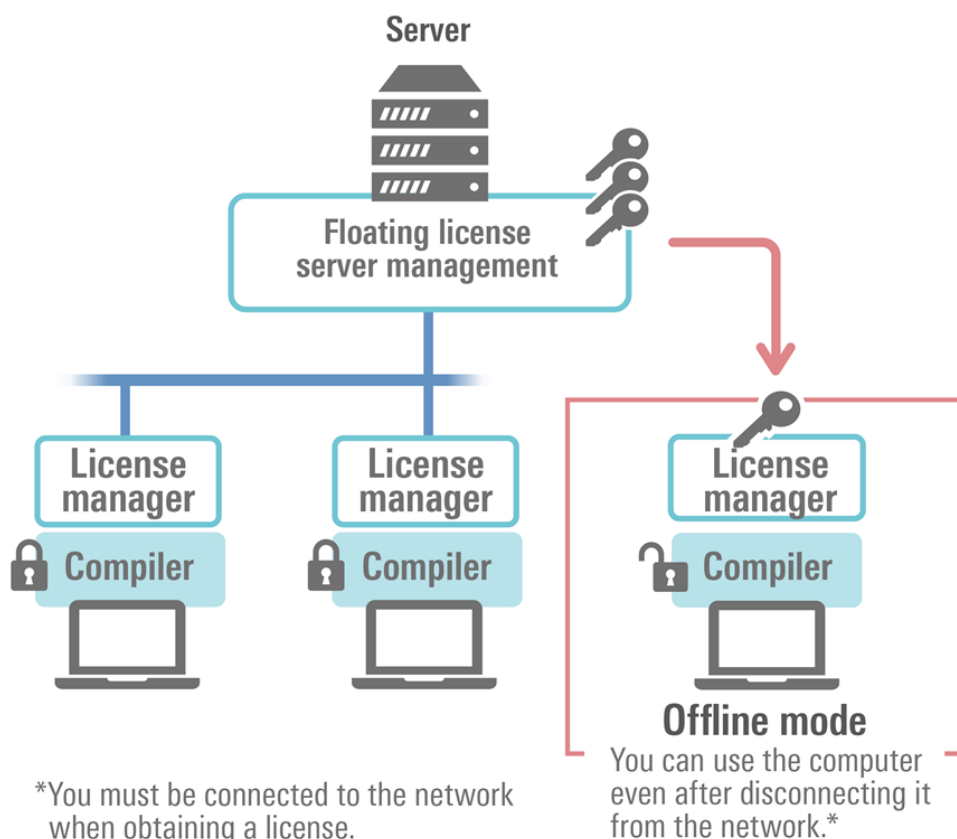 Server
Floating license
server management
License
manager
Compiler
License
manager
Compiler
License
manager
Compiler
Offline mode
You can use the computer
even after disconnecting it
from the network.*
*You must be connected to the network
when obtaining a license.